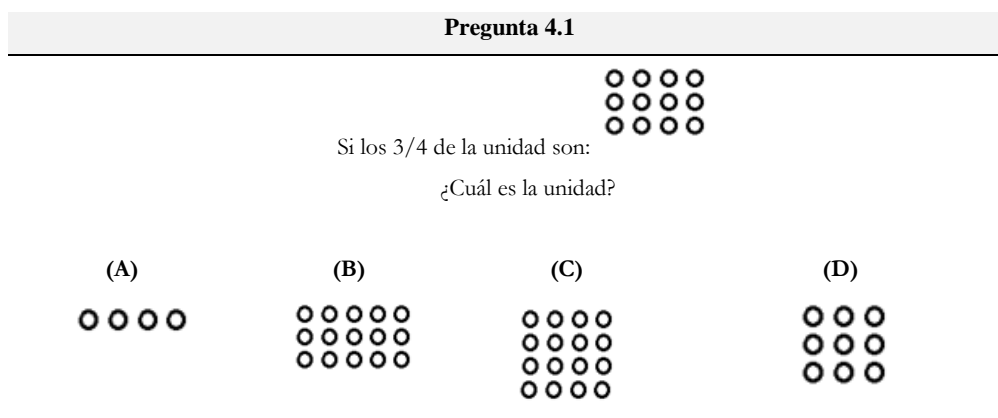 Pregunta 4.1
Si los 3/4 de la unidad son:
¿Cuál es la unidad?
(A) (B) (C) (D)